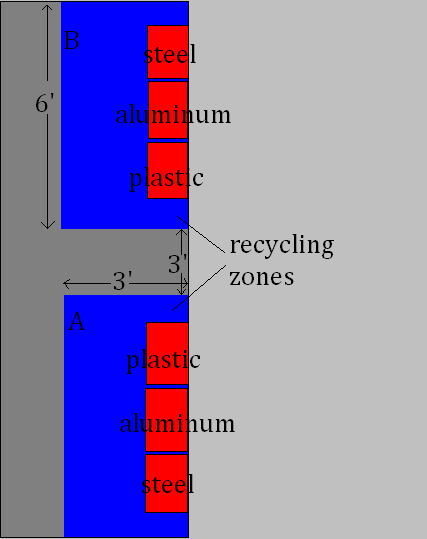 B
steel
6'
aluminum
plastic
recycling
zones
3'
3'
A
plastic
aluminum
steel